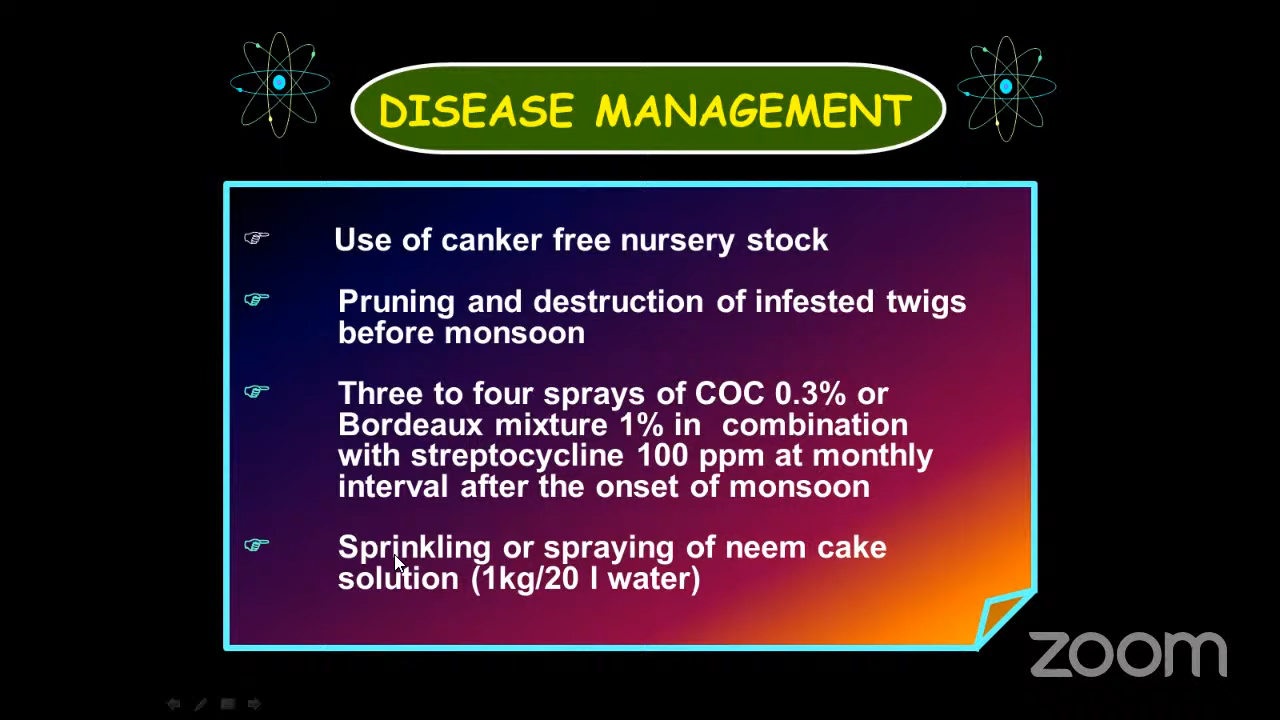 DISEASE MANAGEMENT
Use of canker free nursery stock
Pruning and destruction of infested twigs
before monsoon
Three to four sprays of COC 0.3% or
Bordeaux mixture 1% in combination
with streptocycline 100 ppm at monthly
interval after the onset of monsoon
Sprinkling or spraying of neem cake
solution (1kg/20 l water)
zoom